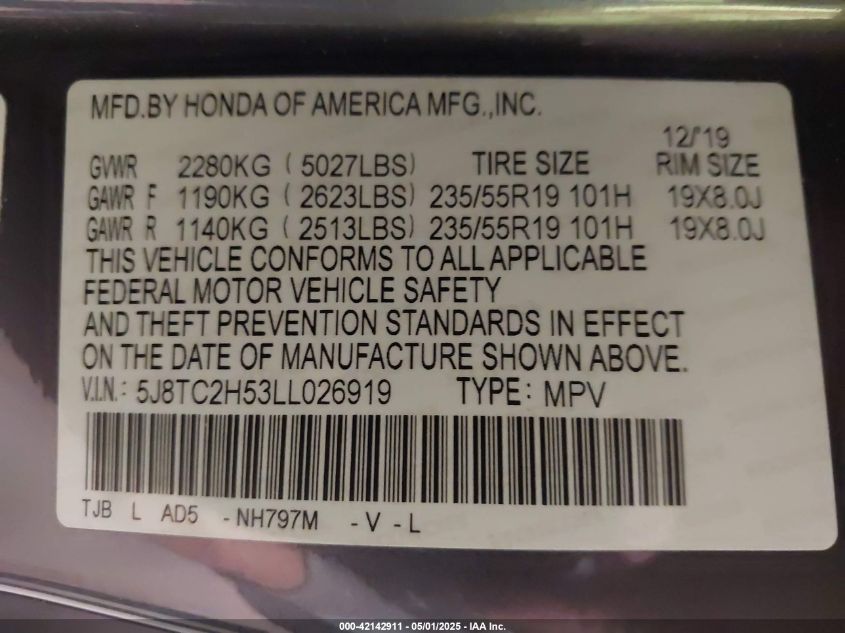 MFD.BY HONDA OF AMERICA MFG.,INC.
12/'19
GVWR 2280KG ( 5027LBS) TIRE SIZE RIM SIZE
GAWR F 1190KG ( 2623LBS) 235/55R19 101H 19X8.0J
GAWR R 1140KG ( 2513LBS) 235/55R19 101H 19X8.0J
THIS VEHICLE CONFORMS TO ALL APPLICABLE
FEDERAL MOTOR VEHICLE SAFETY
AND THEFT PREVENTION STANDARDS IN EFFECT
ON THE DATE OF MANUFACTURE SHOWN ABOVE.
V.I.N.: 5J8TC2H53LL026919 TYPE: MPV
TJB L AD5 -NH797M -V -L
000-42142911 - 05/01/2025 - IAA Inc.